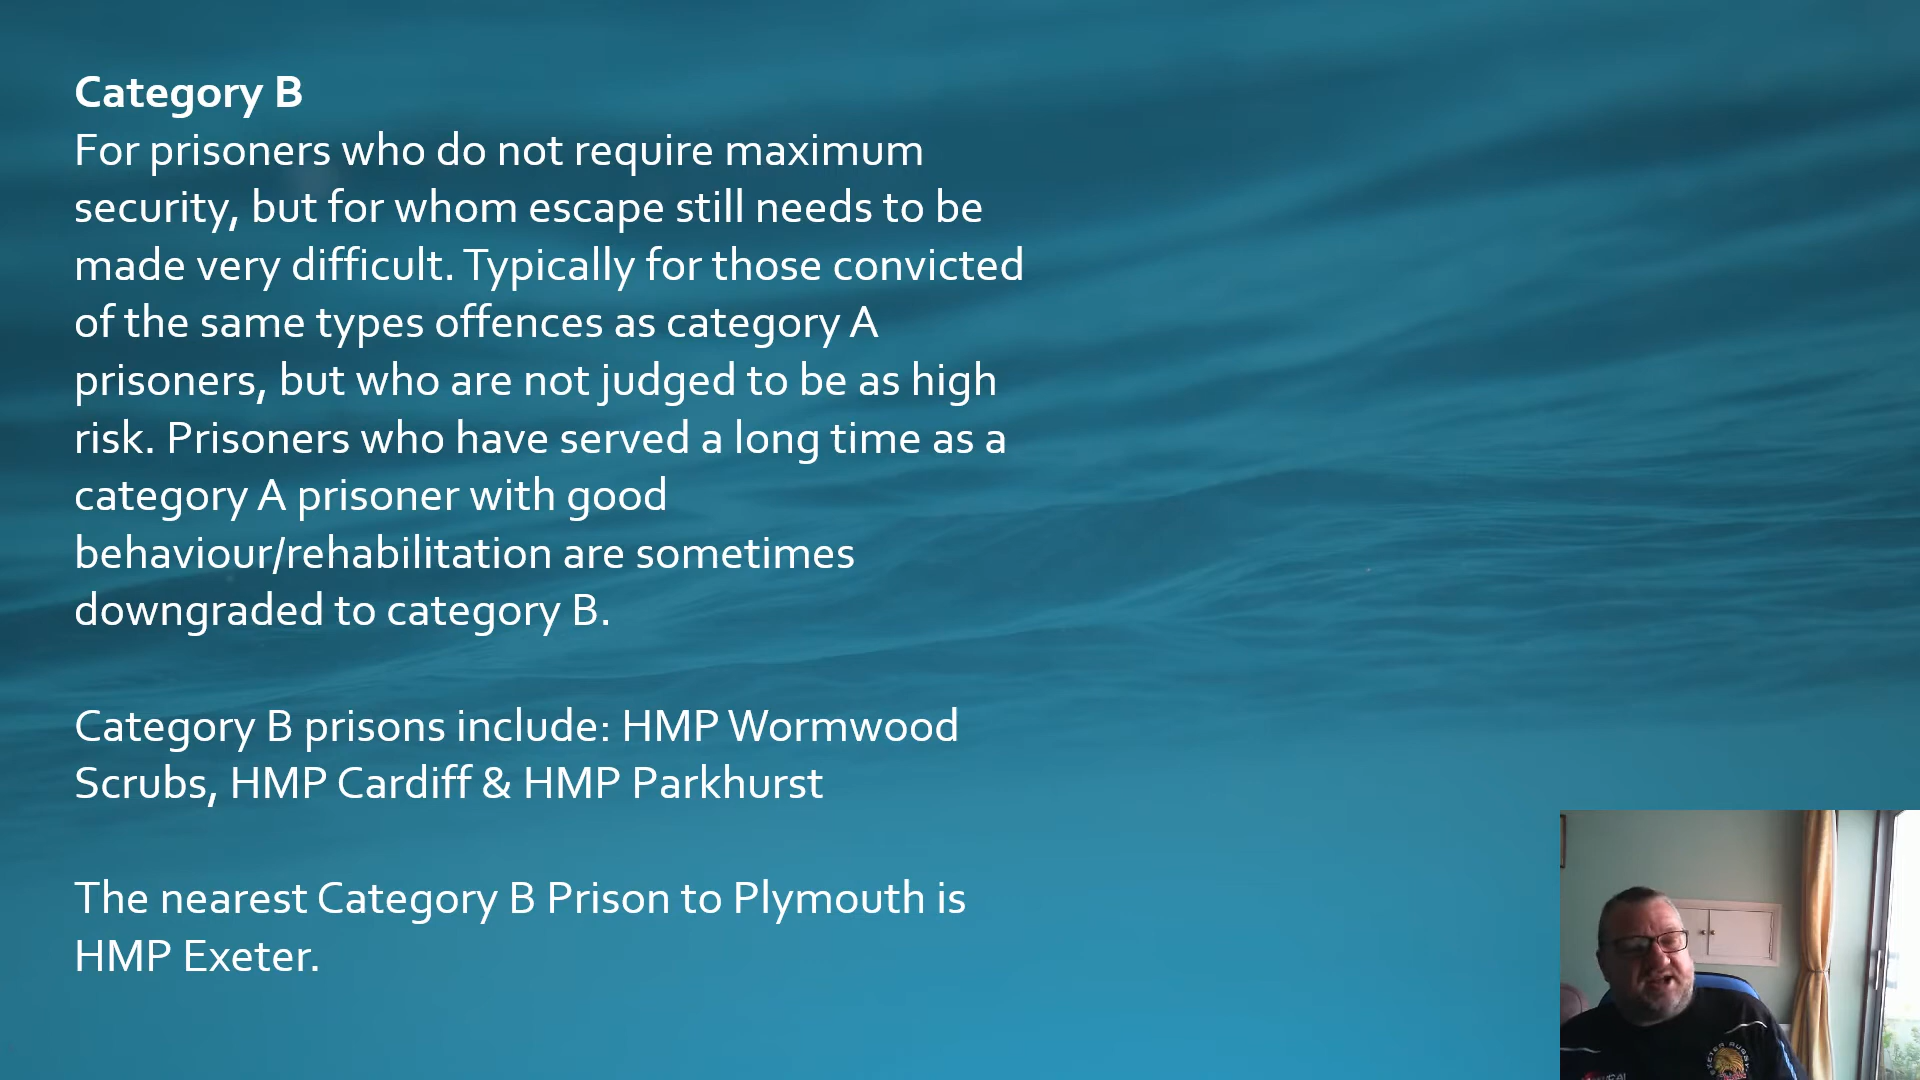 Category B
For prisoners who do not require maximum
security, but for whom escape still needs to be
made very difficult. Typically for those convicted
of the same types offences as category A
prisoners, but who are not judged to be as high
risk. Prisoners who have served a long time as a
category A prisoner with good
behaviour/rehabilitation are sometimes
downgraded to category B.
Category B prisons include: HMP Wormwood
Scrubs, HMP Cardiff & HMP Parkhurst
The nearest Category B Prison to Plymouth is
HMP Exeter.
EXETER RUGBY